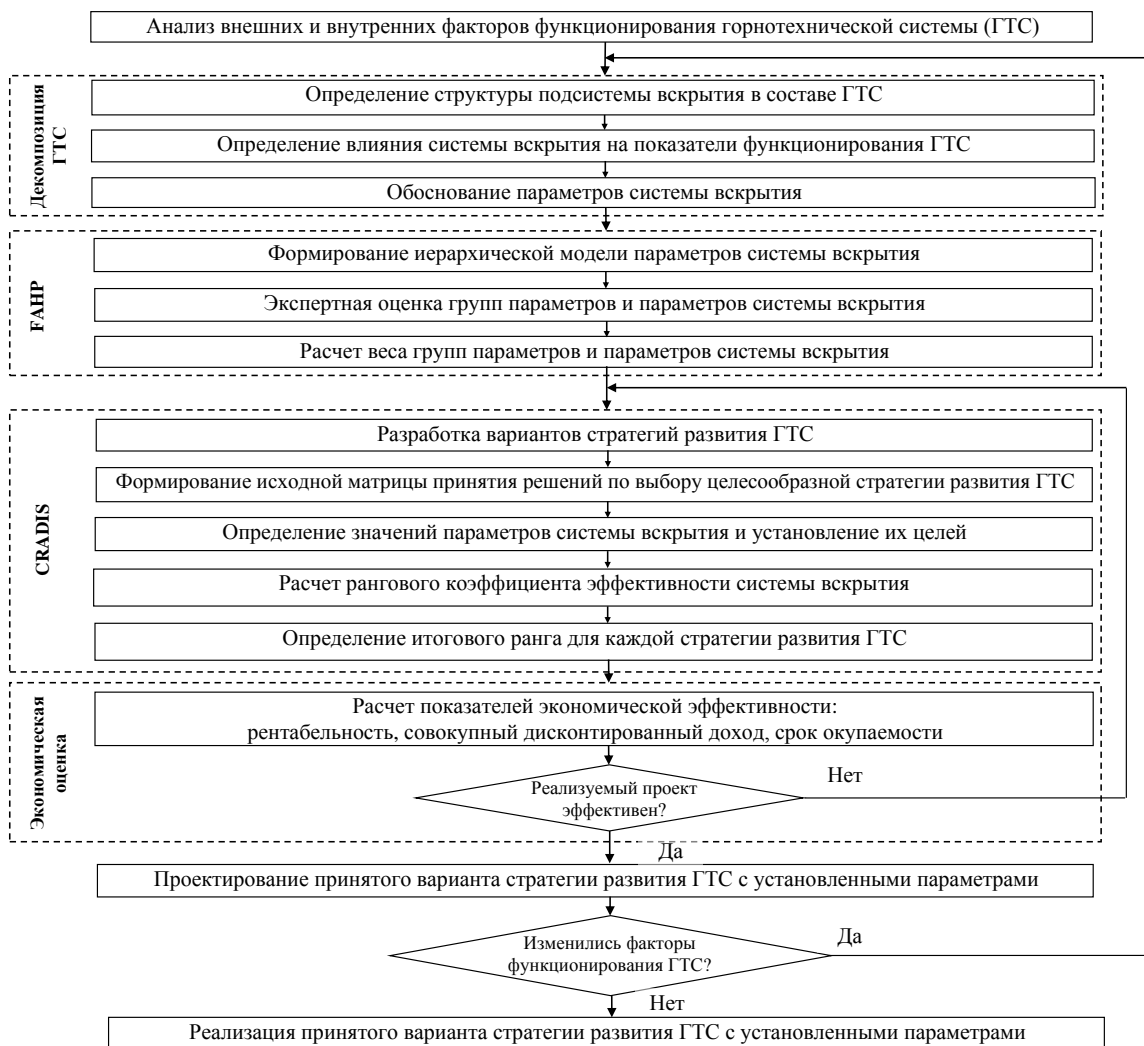 Анализ внешних и внутренних факторов функционирования горнотехнической системы (ГТС)
Декомпозиция
ГТС
Определение структуры подсистемы вскрытия в составе ГТС
Определение влияния системы вскрытия на показатели функционирования ГТС
Обоснование параметров системы вскрытия
FAHP
Формирование иерархической модели параметров системы вскрытия
Экспертная оценка групп параметров и параметров системы вскрытия
Расчет веса групп параметров и параметров системы вскрытия
CRADIS
Разработка вариантов стратегий развития ГТС
Формирование исходной матрицы принятия решений по выбору целесообразной стратегии развития ГТС
Определение значений параметров системы вскрытия и установление их целей
Расчет рангового коэффициента эффективности системы вскрытия
Определение итогового ранга для каждой стратегии развития ГТС
Экономическая
оценка
Расчет показателей экономической эффективности:
рентабельность, совокупный дисконтированный доход, срок окупаемости
Реализуемый проект
эффективен?
Нет
Да
Проектирование принятого варианта стратегии развития ГТС с установленными параметрами
Изменились факторы
функционирования ГТС?
Да
Нет
Реализация принятого варианта стратегии развития ГТС с установленными параметрами